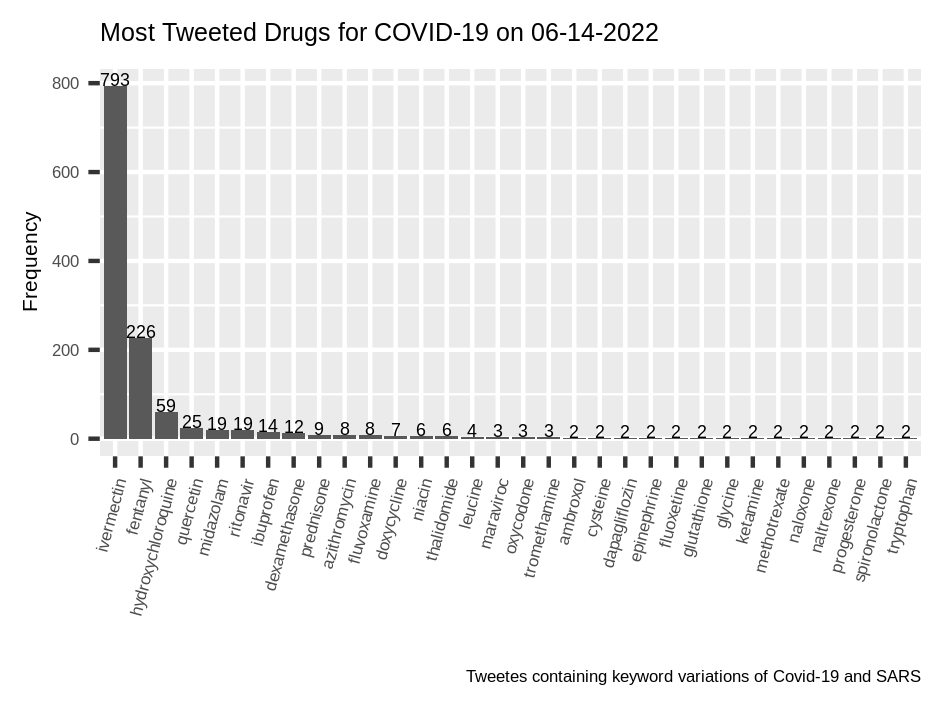 Most Tweeted Drugs for COVID-19 on 06-14-2022
Frequency
800
600
400
200
0
793
226
59
25
19
19
14
12
9
8
8
7
6
6
4
3
3
3
2
2
2
2
2
2
2
2
2
2
2
2
2
2
ivermectin
fentanyl
hydroxychloroquine
quercetin
midazolam
ritonavir
ibuprofen
dexamethasone
prednisone
azithromycin
fluvoxamine
doxycycline
niacin
thalidomide
leucine
maraviroc
oxycodone
tromethamine
ambroxol
cysteine
dapagliflozin
epinephrine
fluoxetine
glutathione
glycine
ketamine
methotrexate
naloxone
naltrexone
progesterone
spironolactone
tryptophan
Tweetes containing keyword variations of Covid-19 and SARS